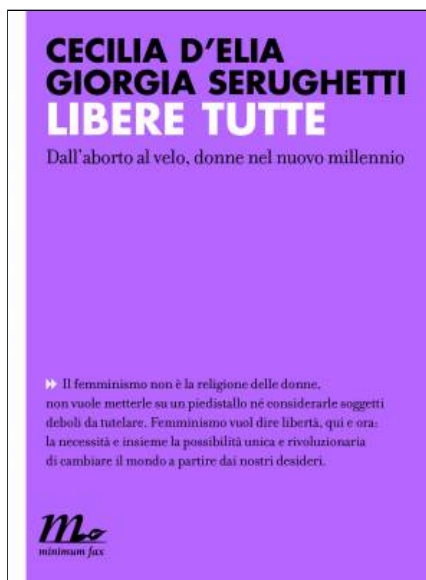 CECILIA D'ELIA
GIORGIA SERUGHETTI
LIBERE TUTTE
Dall'aborto al velo, donne nel nuovo millennio
Il femminismo non è la religione delle donne,
non vuole metterle su un piedistallo né considerarle soggetti
deboli da tutelare. Femminismo vuol dire libertà, qui e ora:
la necessità e insieme la possibilità unica e rivoluzionaria
di cambiare il mondo a partire dai nostri desideri.
minimum fax